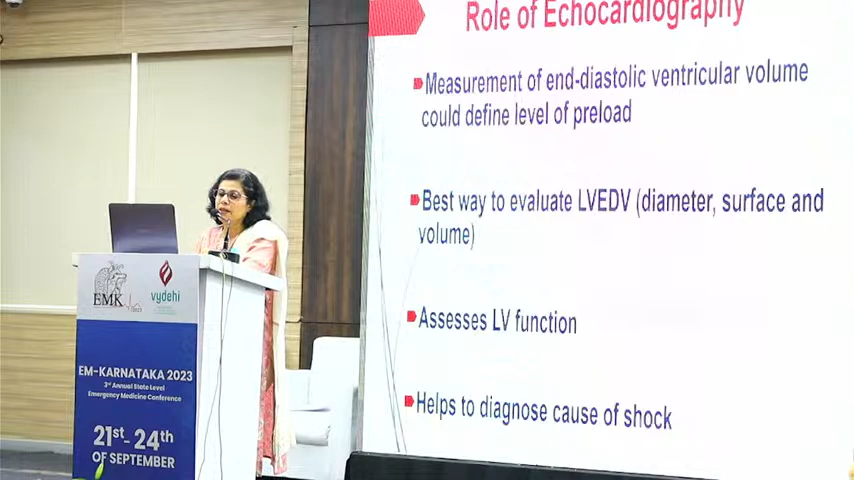 Role of Echocardiography
Measurement of end-diastolic ventricular volume
could define level of preload
Best way to evaluate LVEDV (diameter, surface and
volume)
Assesses LV function
Helps to diagnose cause of shock
EMK
2023
vydehi
EM-KARNATAKA 2023
3rd Annual State Level
Emergency Medicine Conference
21st - 24th
OF SEPTEMBER